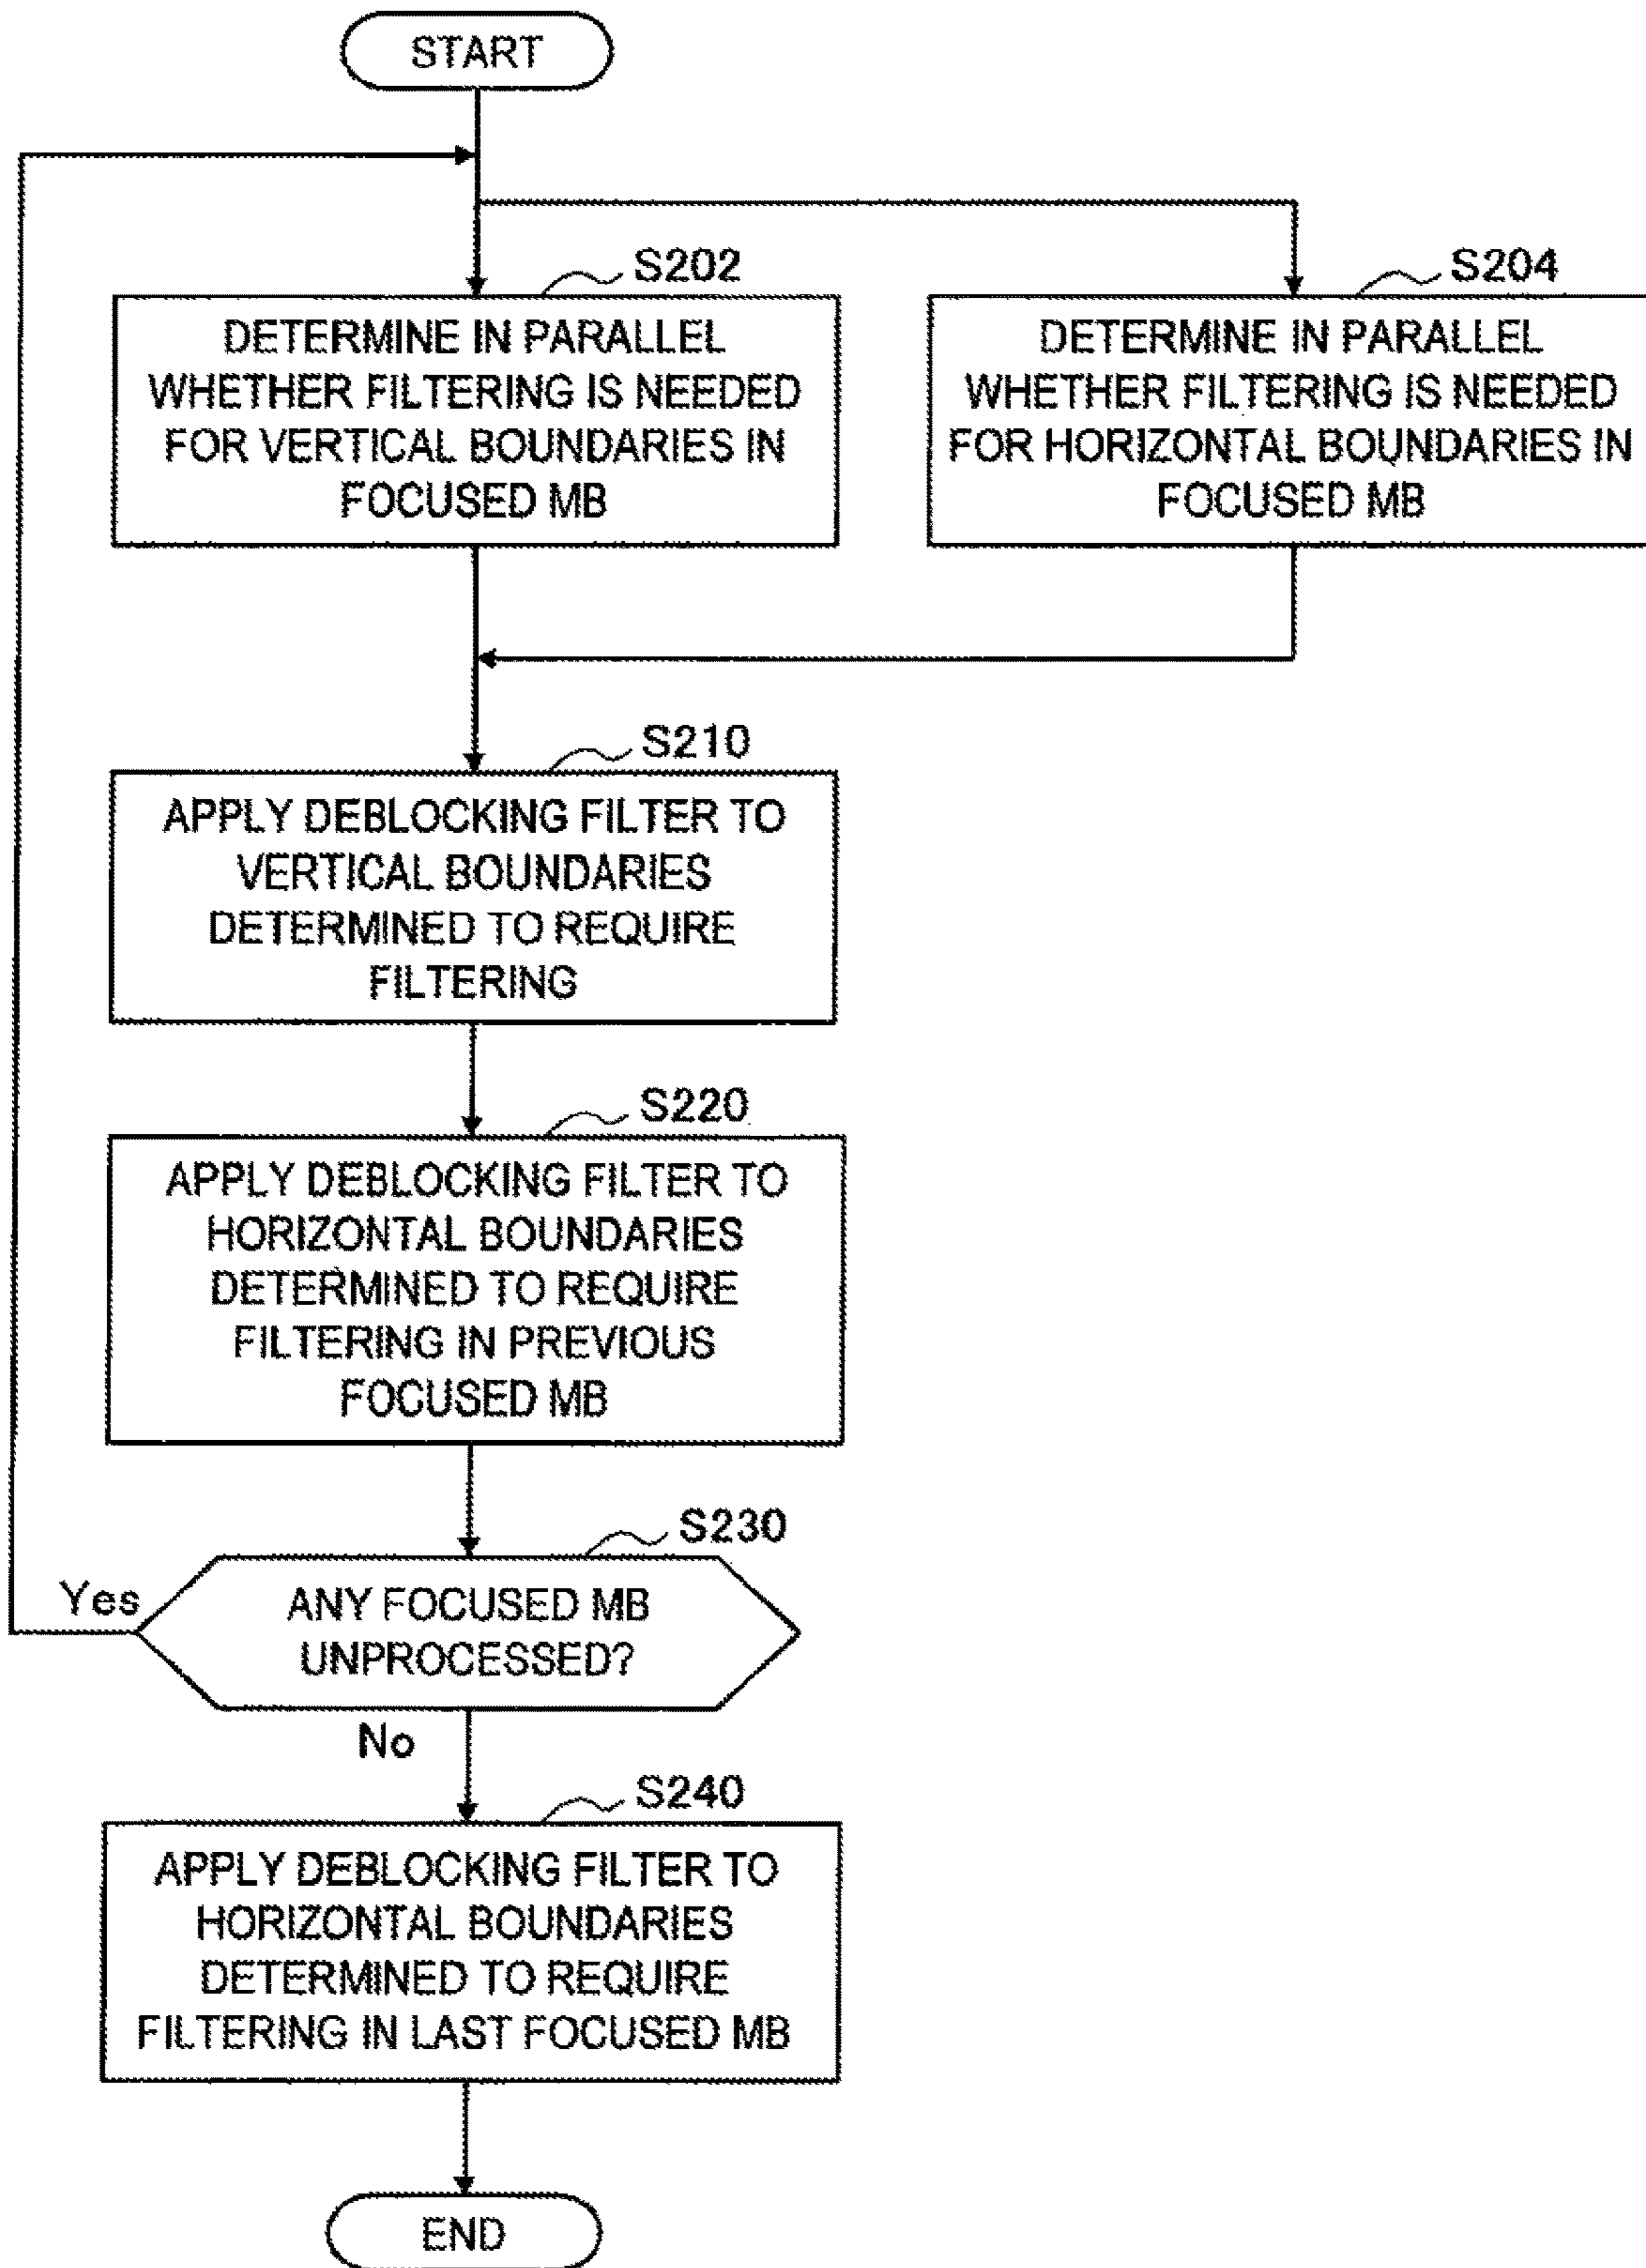 START
S202
DETERMINE IN PARALLEL
WHETHER FILTERING IS NEEDED
FOR VERTICAL BOUNDARIES IN
FOCUSED MB
S204
DETERMINE IN PARALLEL
WHETHER FILTERING IS NEEDED
FOR HORIZONTAL BOUNDARIES IN
FOCUSED MB
S210
APPLY DEBLOCKING FILTER TO
VERTICAL BOUNDARIES
DETERMINED TO REQUIRE
FILTERING
S220
APPLY DEBLOCKING FILTER TO
HORIZONTAL BOUNDARIES
DETERMINED TO REQUIRE
FILTERING IN PREVIOUS
FOCUSED MB
S230
Yes
ANY FOCUSED MB
UNPROCESSED?
No
S240
APPLY DEBLOCKING FILTER TO
HORIZONTAL BOUNDARIES
DETERMINED TO REQUIRE
FILTERING IN LAST FOCUSED MB
END